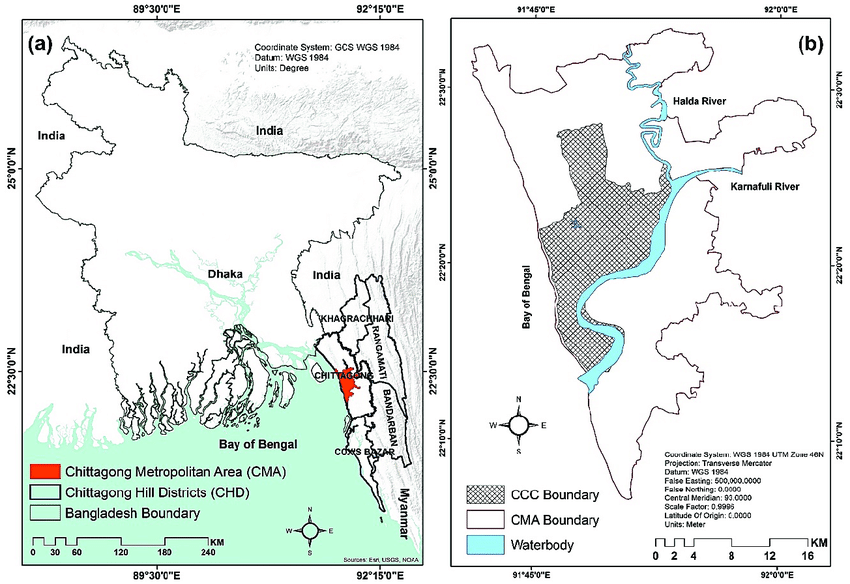 89°30'0"E
92°15'0"E
(a)
Coordinate System: GCS WGS 1984
Datum: WGS 1984
Units: Degree
India
India
25°0'0"N
25°0'0"N
Dhaka
India
India
KHAGRACHHARI
RANGAMATI
22°30'0"N
22°30'0"N
CHITTAGONG
BANDARBAN
Bay of Bengal
COX'S BAZAR
Myanmar
Chittagong Metropolitan Area (CMA)
Chittagong Hill Districts (CHD)
Bangladesh Boundary
N
W E
S
KM
0 15 30 60 120 180 240
Sources: Esri, USGS, NOAA
89°30'0"E
92°15'0"E
91°45'0"E
92°0'0"E
(b)
22°30'0"N
22°30'0"N
Halda River
Karnafuli River
22°20'0"N
22°20'0"N
Bay of Bengal
22°10'0"N
22°10'0"N
N
W E
S
Coordinate System: WGS 1984 UTM Zone 46N
Projection: Transverse Mercator
Datum: WGS 1984
False Easting: 500,000.0000
False Northing: 0.0000
Central Meridian: 93.0000
Scale Factor: 0.9996
Latitude Of Origin: 0.0000
Units: Meter
CCC Boundary
CMA Boundary
Waterbody
KM
0 2 4 8 12 16
91°45'0"E
92°0'0"E